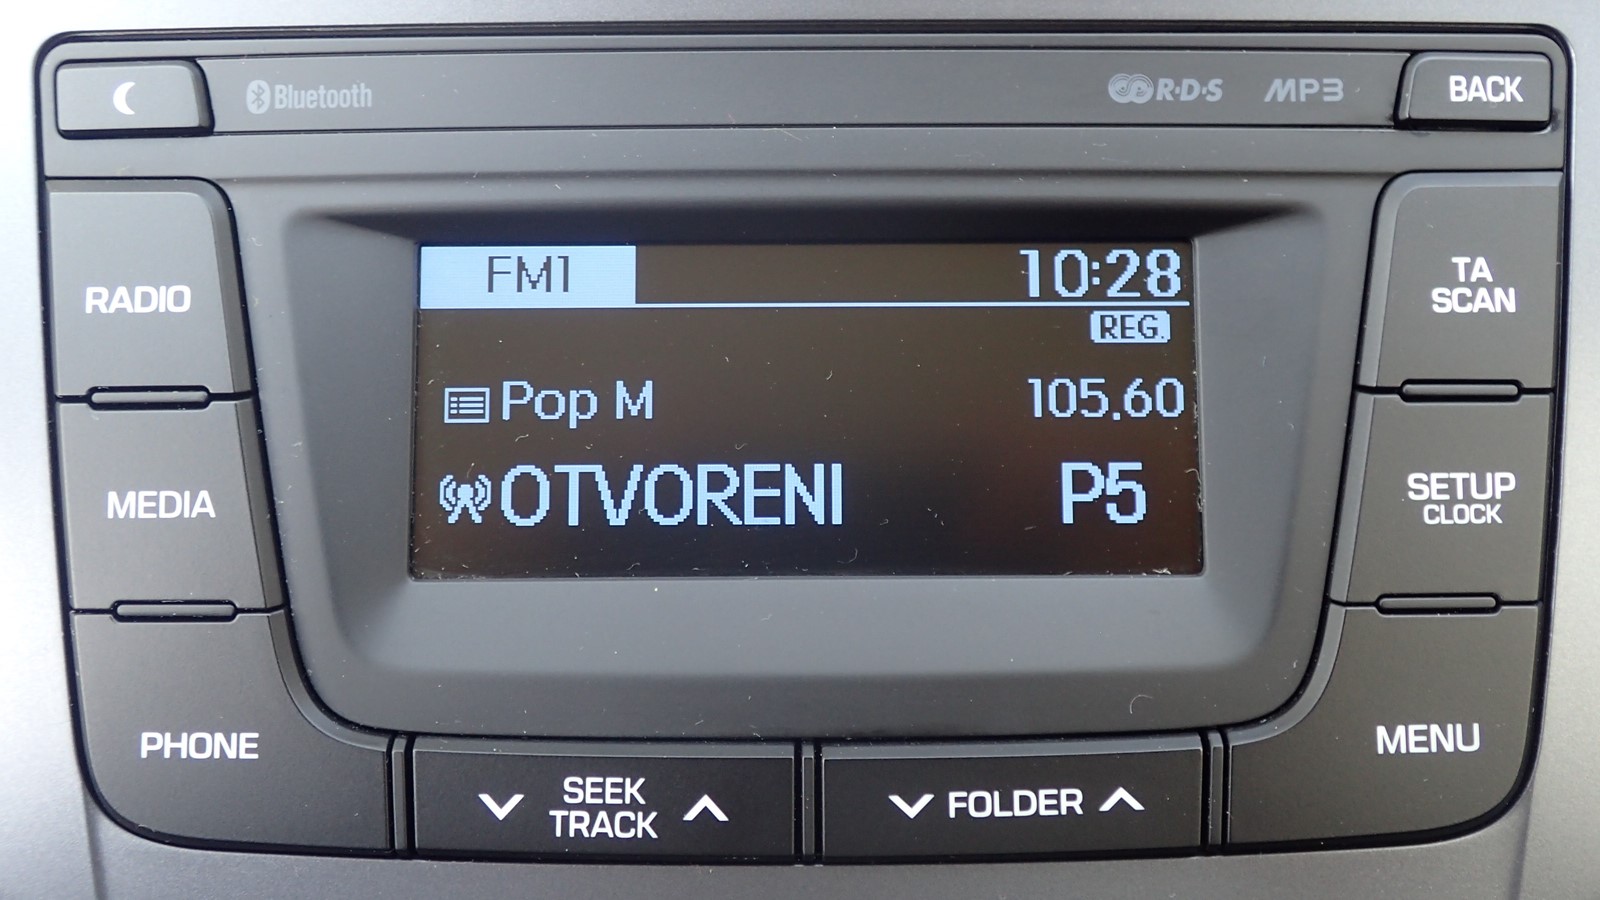 Bluetooth
R·D·S
MP3
BACK
RADIO
FM1
10:28
TA
SCAN
REG.
Pop M
105.60
MEDIA
OTVORENI
P5
SETUP
CLOCK
PHONE
MENU
SEEK
TRACK
FOLDER